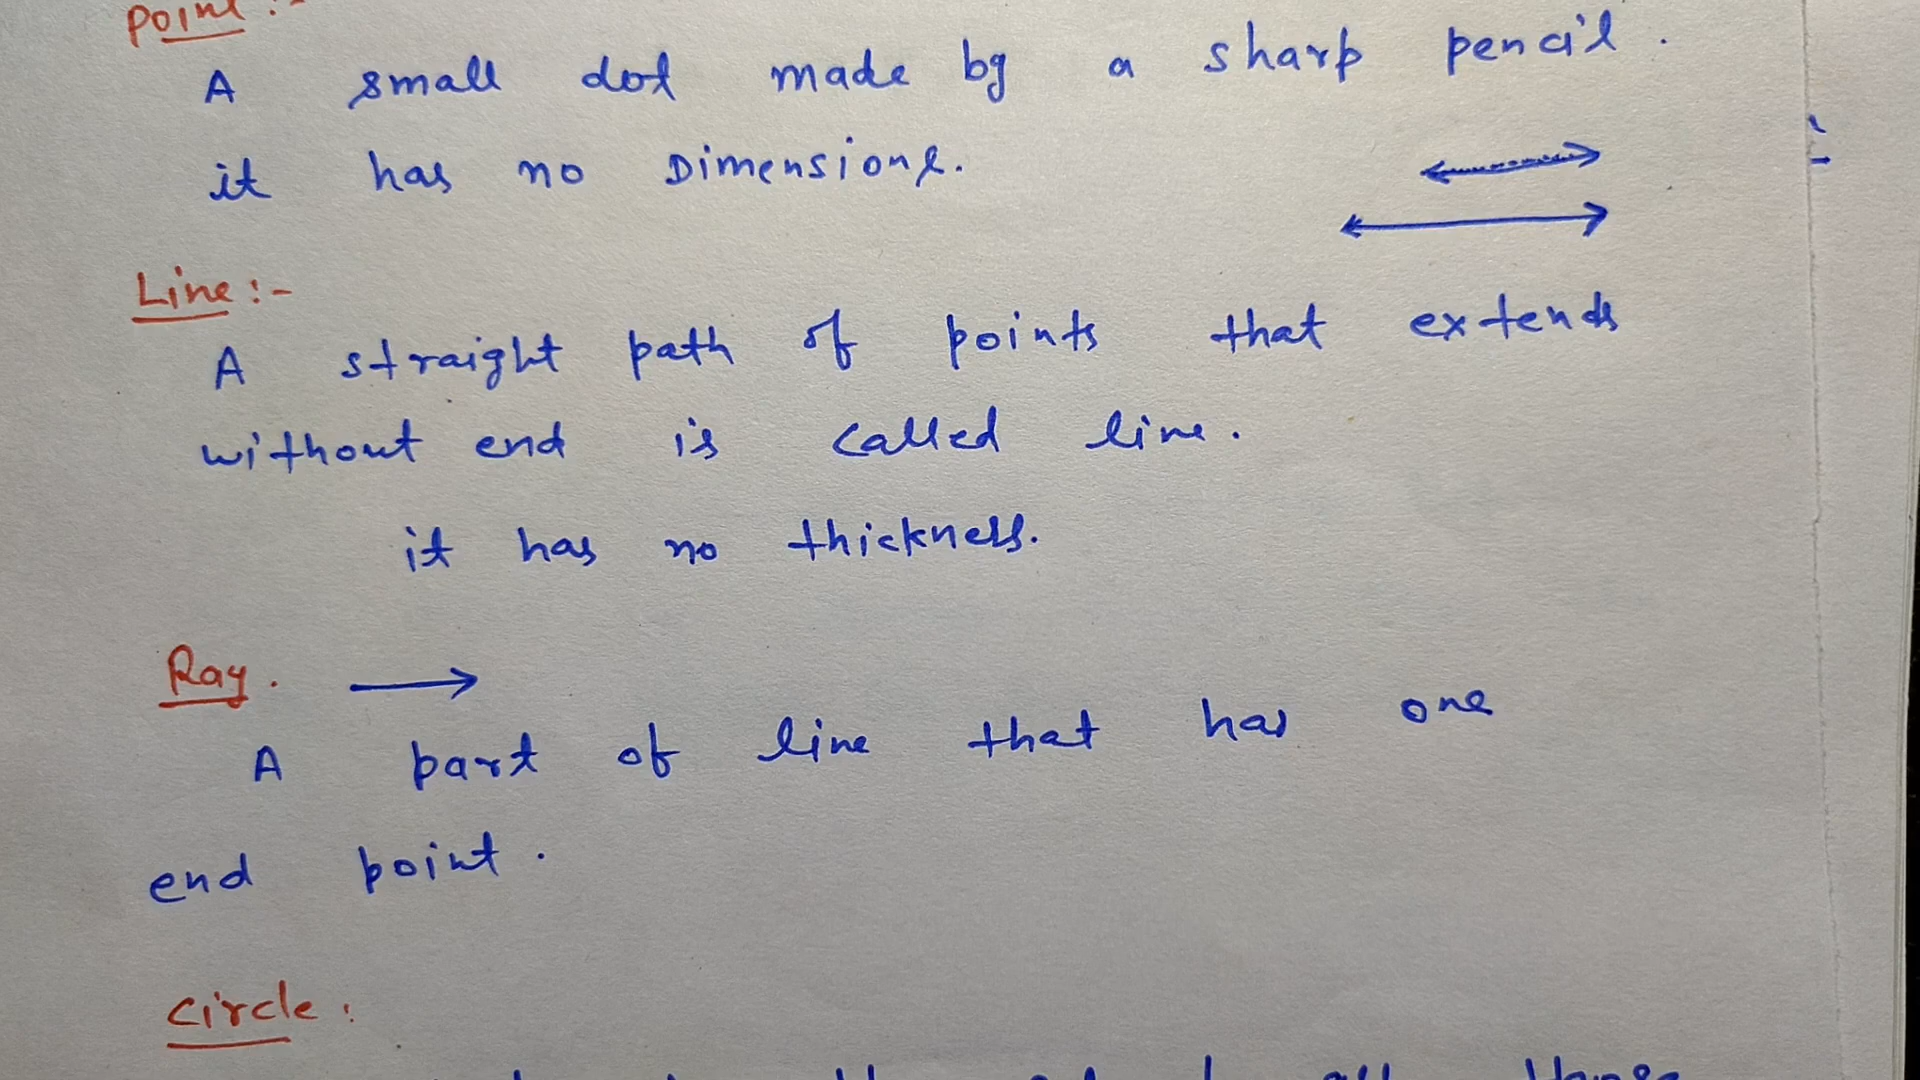 Point :-
A small dot made by a sharp pencil.
it has no Dimensions.
Line :-
A straight path of points that extends
without end is called line.
it has no thickness.
Ray.
A part of line that has one
end point.
Circle :